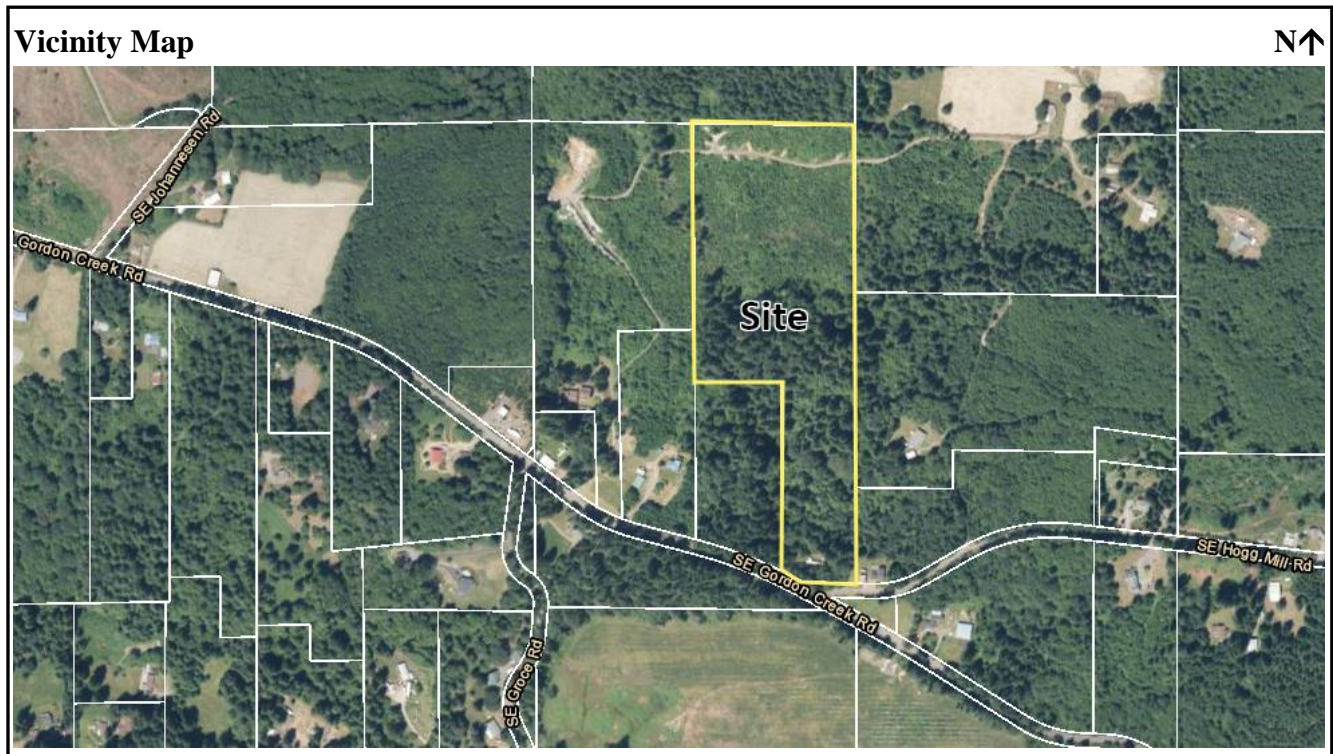 Vicinity Map
N↑
SE Johannesen Rd
Gordon Creek Rd
Site
SE Gordon Creek Rd
SE Hogg Mill Rd
SE Groce Rd